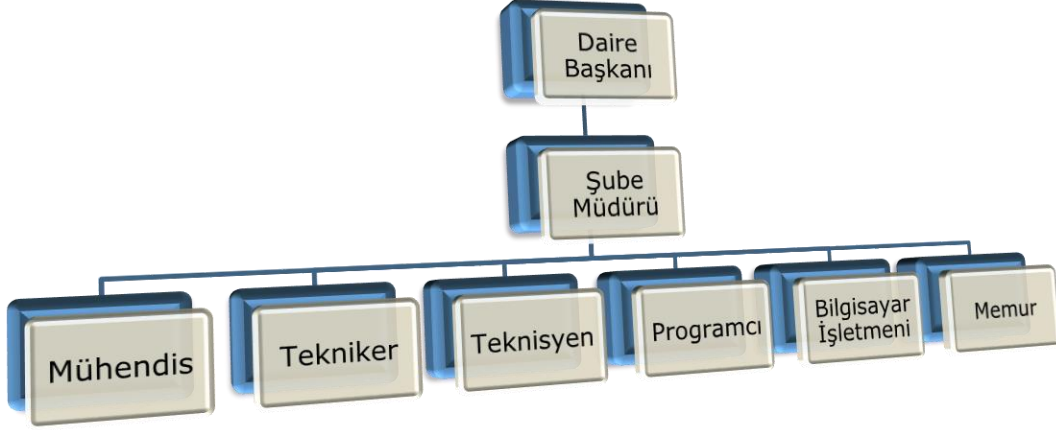 Daire
Başkanı
Şube
Müdürü
Mühendis
Tekniker
Teknisyen
Programcı
Bilgisayar
İşletmeni
Memur